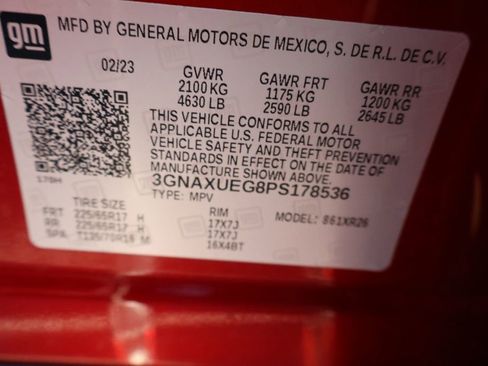 gm
MFD BY GENERAL MOTORS DE MEXICO, S. DE R.L. DE C.V.
02/23 GVWR GAWR FRT GAWR RR
2100 KG 1175 KG 1200 KG
4630 LB 2590 LB 2645 LB
THIS VEHICLE CONFORMS TO ALL
APPLICABLE U.S. FEDERAL MOTOR
VEHICLE SAFETY AND THEFT PREVENTION
STANDARDS IN EFFECT ON THE DATE OF
MANUFACTURE SHOWN ABOVE.
3GNAXUEG8PS178536
TYPE: MPV MODEL: 861XR26
TIRE SIZE RIM
FRT 225/65R17 H 17X7J
RR 225/65R17 H 17X7J
SPA T135/70R16 M 16X4BT